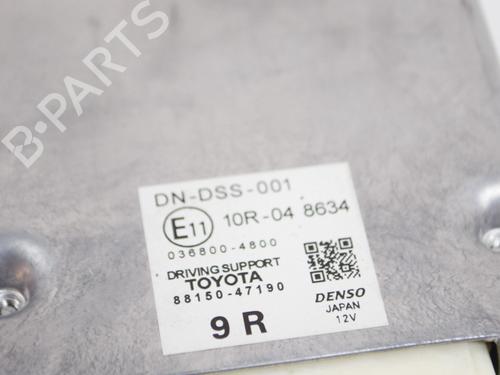 B-PARTS
DN-DSS-001
E11 10R-04 8634
036800-4800
DRIVING SUPPORT
TOYOTA
88150-47190
9 R
DENSO
JAPAN
12V